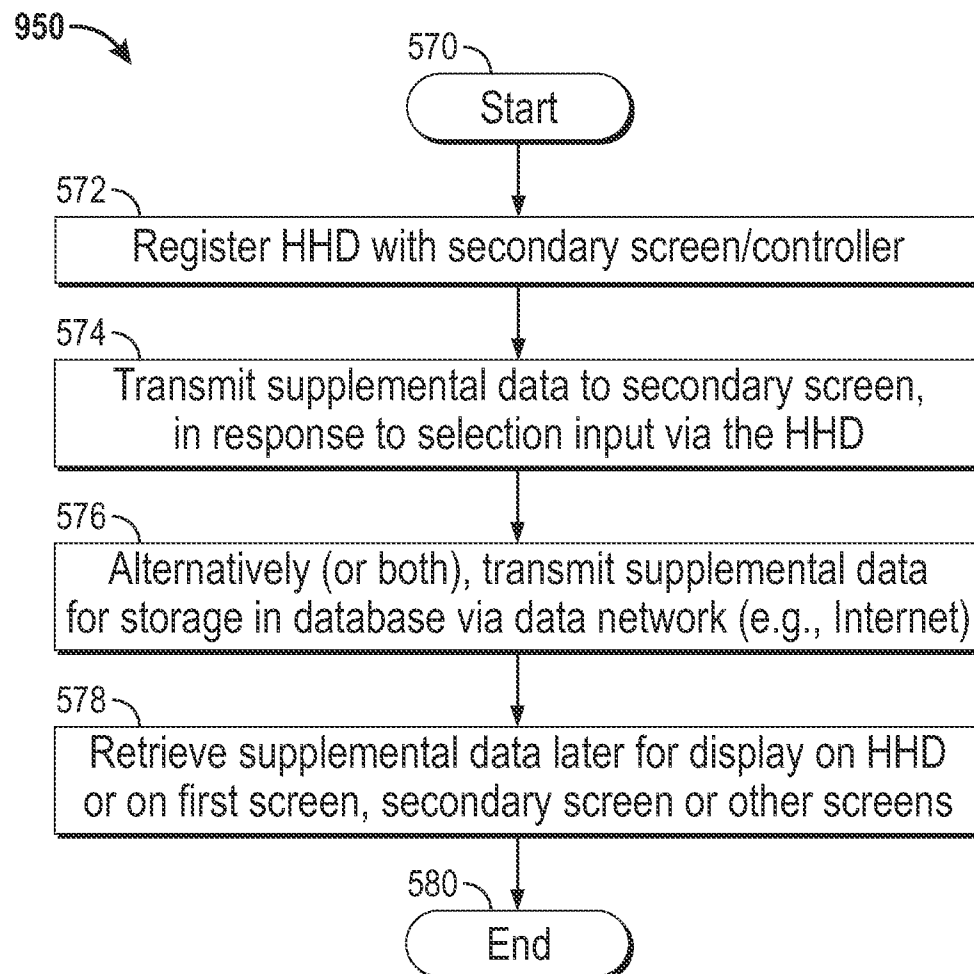 950
570
Start
572
Register HHD with secondary screen/controller
574
Transmit supplemental data to secondary screen,
in response to selection input via the HHD
576
Alternatively (or both), transmit supplemental data
for storage in database via data network (e.g., Internet)
578
Retrieve supplemental data later for display on HHD
or on first screen, secondary screen or other screens
580
End